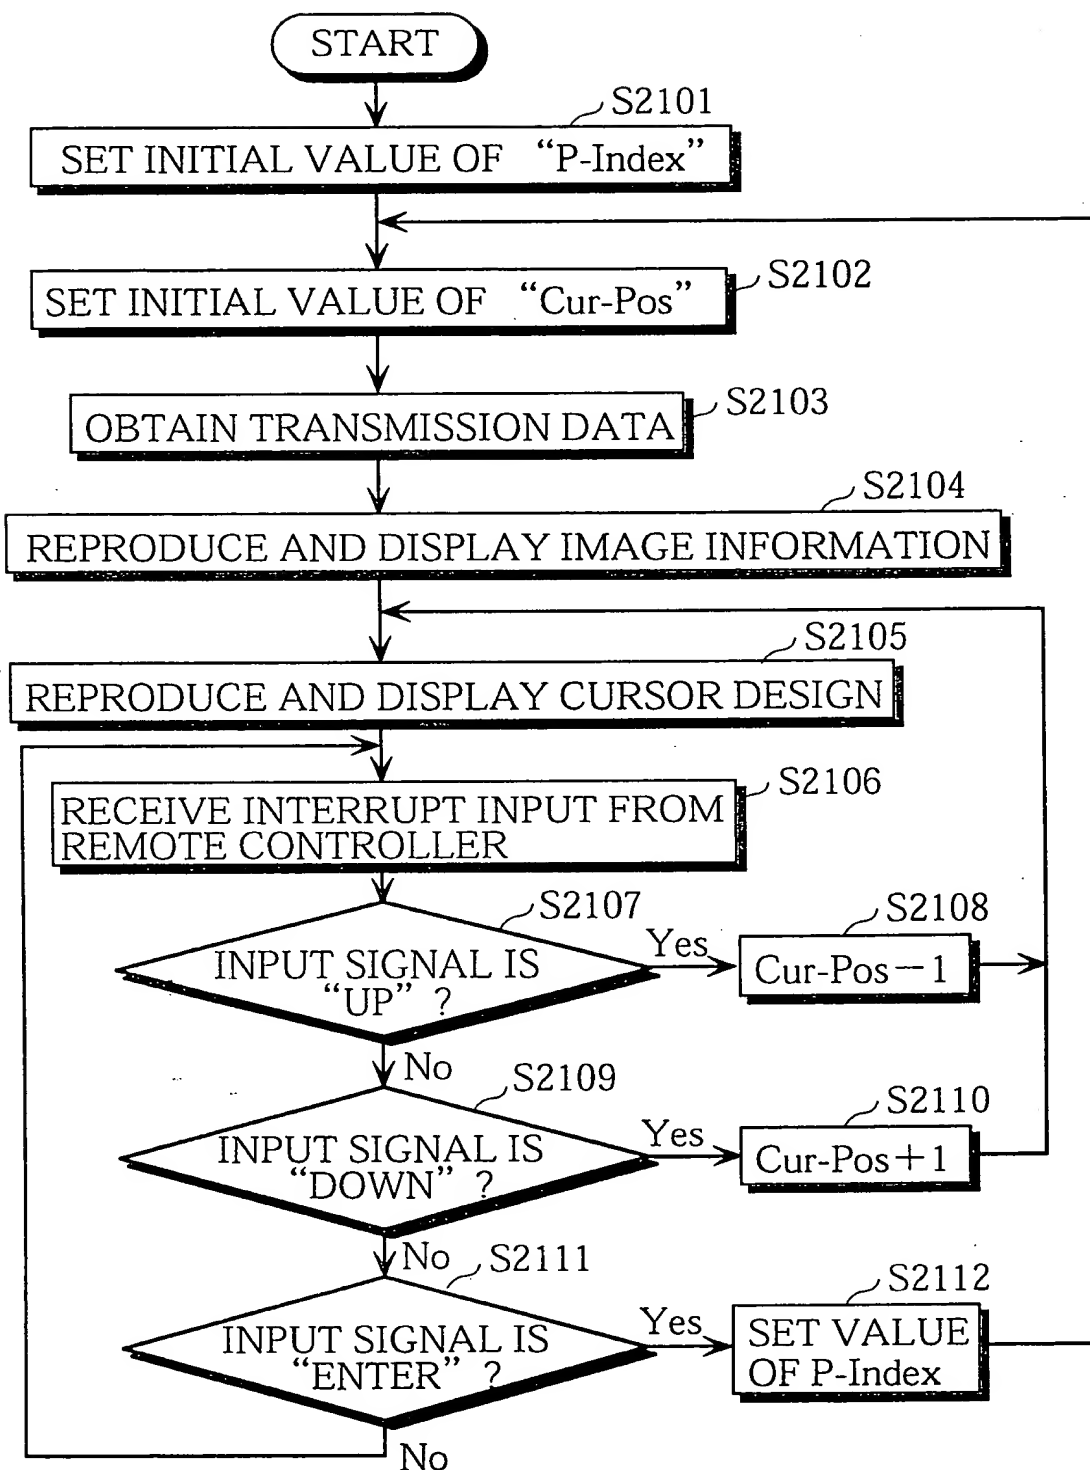 START
S2101
SET INITIAL VALUE OF "P-Index"
S2102
SET INITIAL VALUE OF "Cur-Pos"
S2103
OBTAIN TRANSMISSION DATA
S2104
REPRODUCE AND DISPLAY IMAGE INFORMATION
S2105
REPRODUCE AND DISPLAY CURSOR DESIGN
S2106
RECEIVE INTERRUPT INPUT FROM
REMOTE CONTROLLER
S2107
INPUT SIGNAL IS
"UP" ?
Yes
S2108
Cur-Pos－1
No
S2109
INPUT SIGNAL IS
"DOWN" ?
Yes
S2110
Cur-Pos＋1
No
S2111
INPUT SIGNAL IS
"ENTER" ?
Yes
S2112
SET VALUE
OF P-Index
No